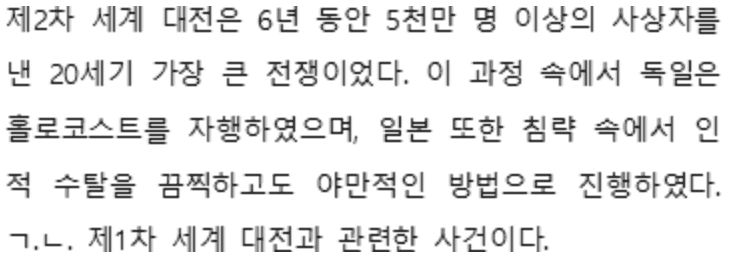 제2차 세계 대전은 6년 동안 5천만 명 이상의 사상자를
낸 20세기 가장 큰 전쟁이었다. 이 과정 속에서 독일은
홀로코스트를 자행하였으며, 일본 또한 침략 속에서 인
적 수탈을 끔찍하고도 야만적인 방법으로 진행하였다.
ㄱ.ㄴ. 제1차 세계 대전과 관련한 사건이다.